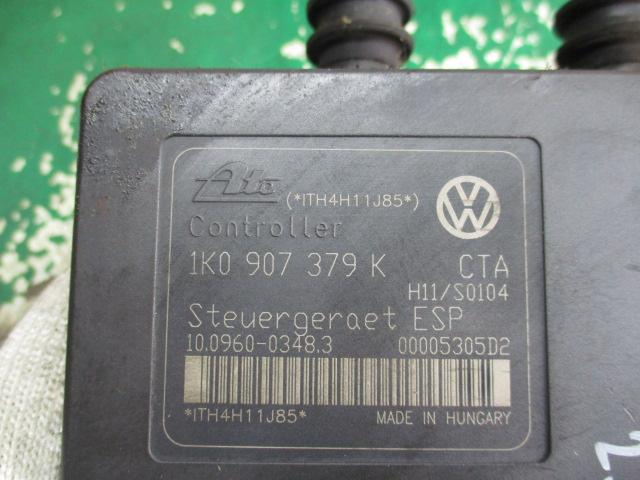 Ate (*ITH4H11J85*)
Controller
1K0 907 379 K CTA
H11/S0104
Steuergeraet ESP
10.0960-0348.3 00005305D2
*ITH4H11J85* MADE IN HUNGARY